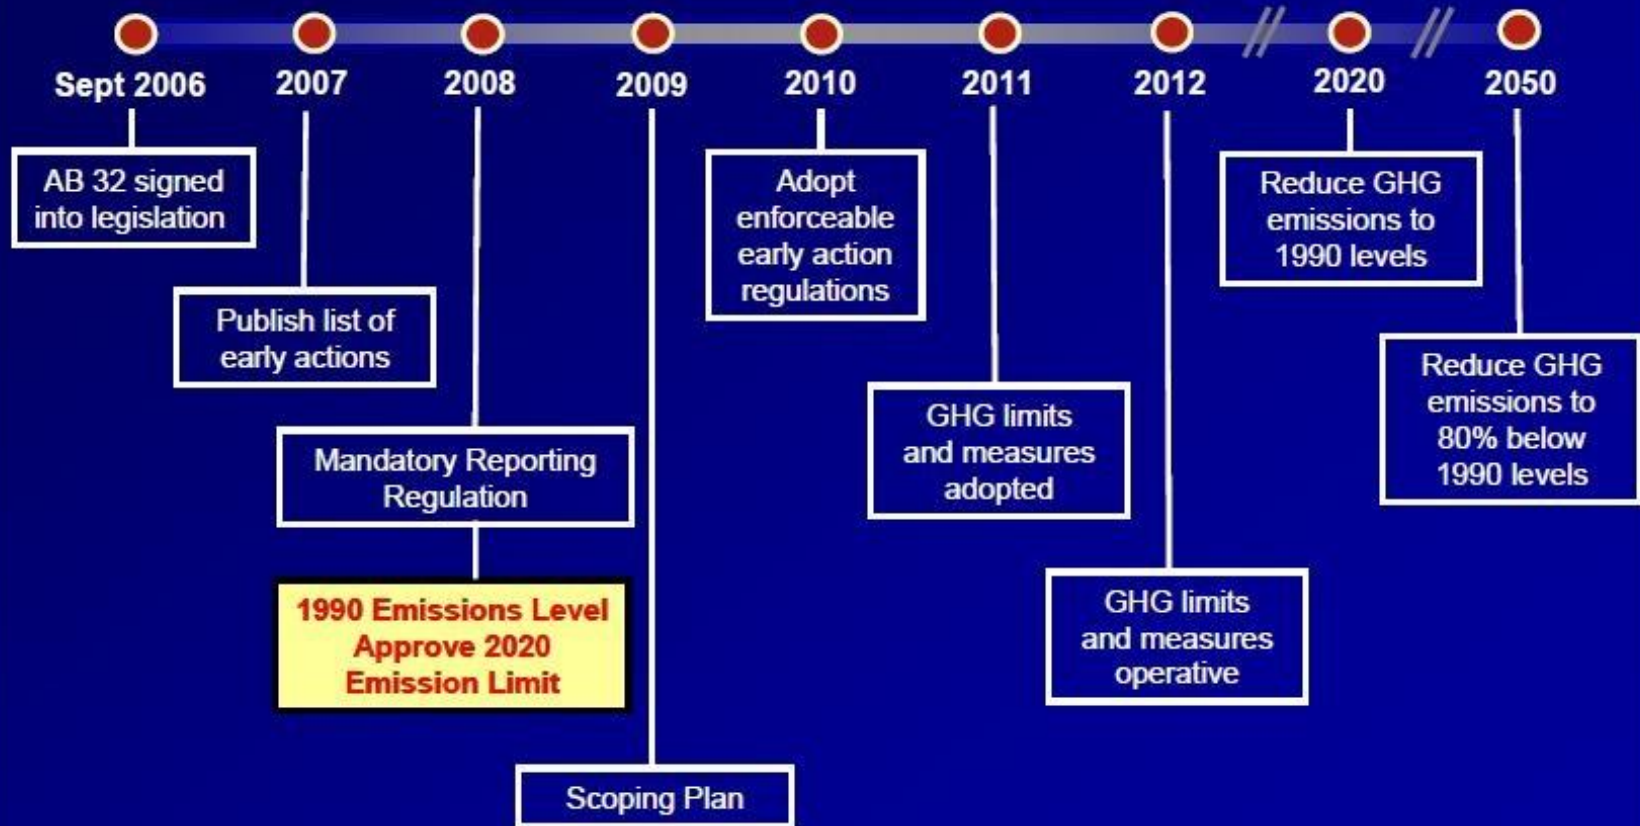 Sept 2006
2007
2008
2009
2010
2011
2012
2020
2050
AB 32 signed
into legislation
Publish list of
early actions
Mandatory Reporting
Regulation
1990 Emissions Level
Approve 2020
Emission Limit
Scoping Plan
Adopt
enforceable
early action
regulations
GHG limits
and measures
adopted
GHG limits
and measures
operative
Reduce GHG
emissions to
1990 levels
Reduce GHG
emissions to
80% below
1990 levels